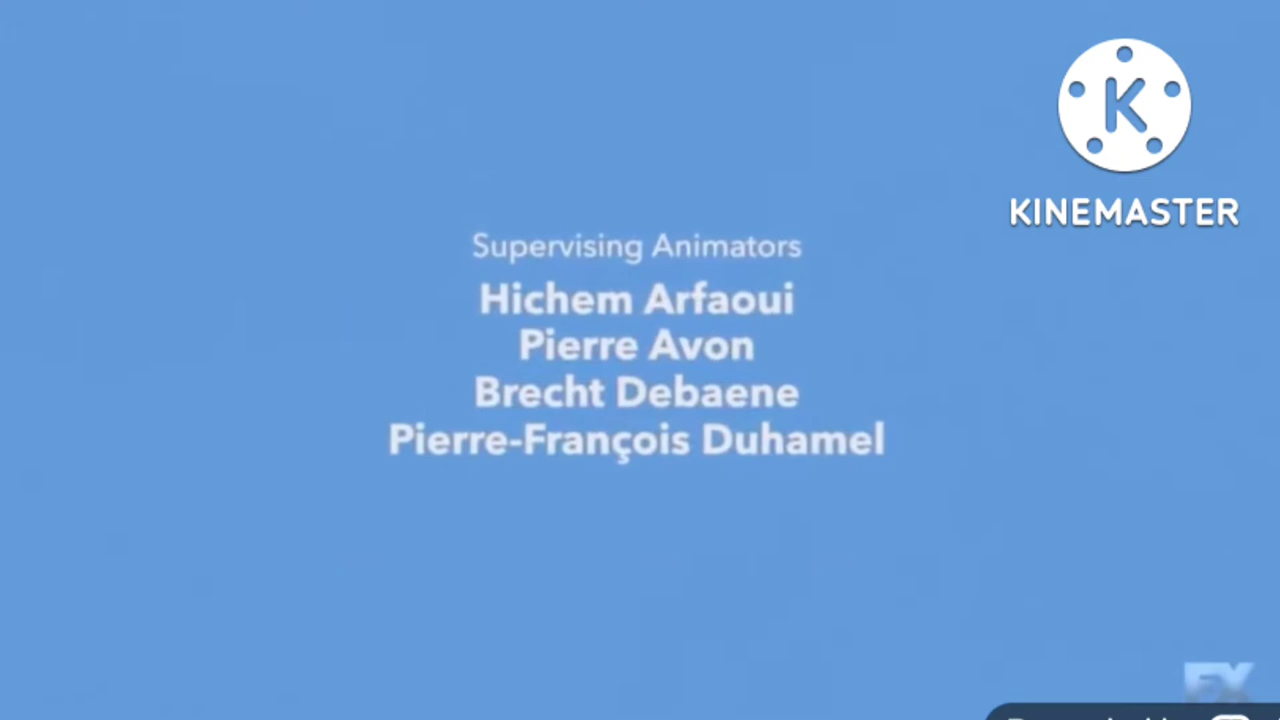 K
KINEMASTER
Supervising Animators
Hichem Arfaoui
Pierre Avon
Brecht Debaene
Pierre-François Duhamel
FX